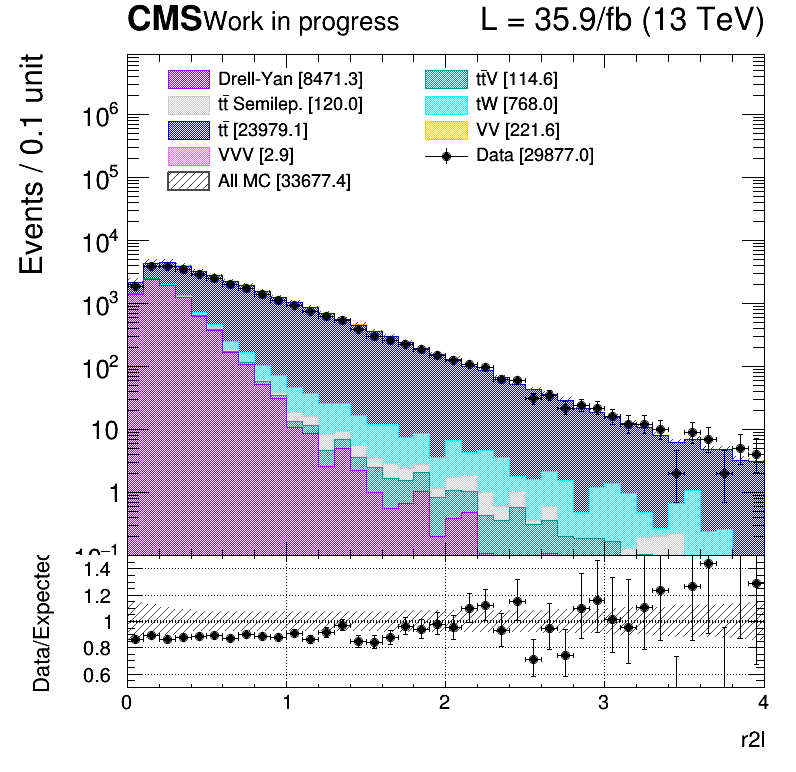 CMS Work in progress L = 35.9/fb (13 TeV)
Events / 0.1 unit
Drell-Yan [8471.3]
tt̄ Semilep. [120.0]
tt̄ [23979.1]
VVV [2.9]
All MC [33677.4]
tt̄V [114.6]
tW [768.0]
VV [221.6]
Data [29877.0]
10⁶
10⁵
10⁴
10³
10²
10
1
10⁻¹
Data/Expected
1.4
1.2
1
0.8
0.6
0 1 2 3 4
r2l